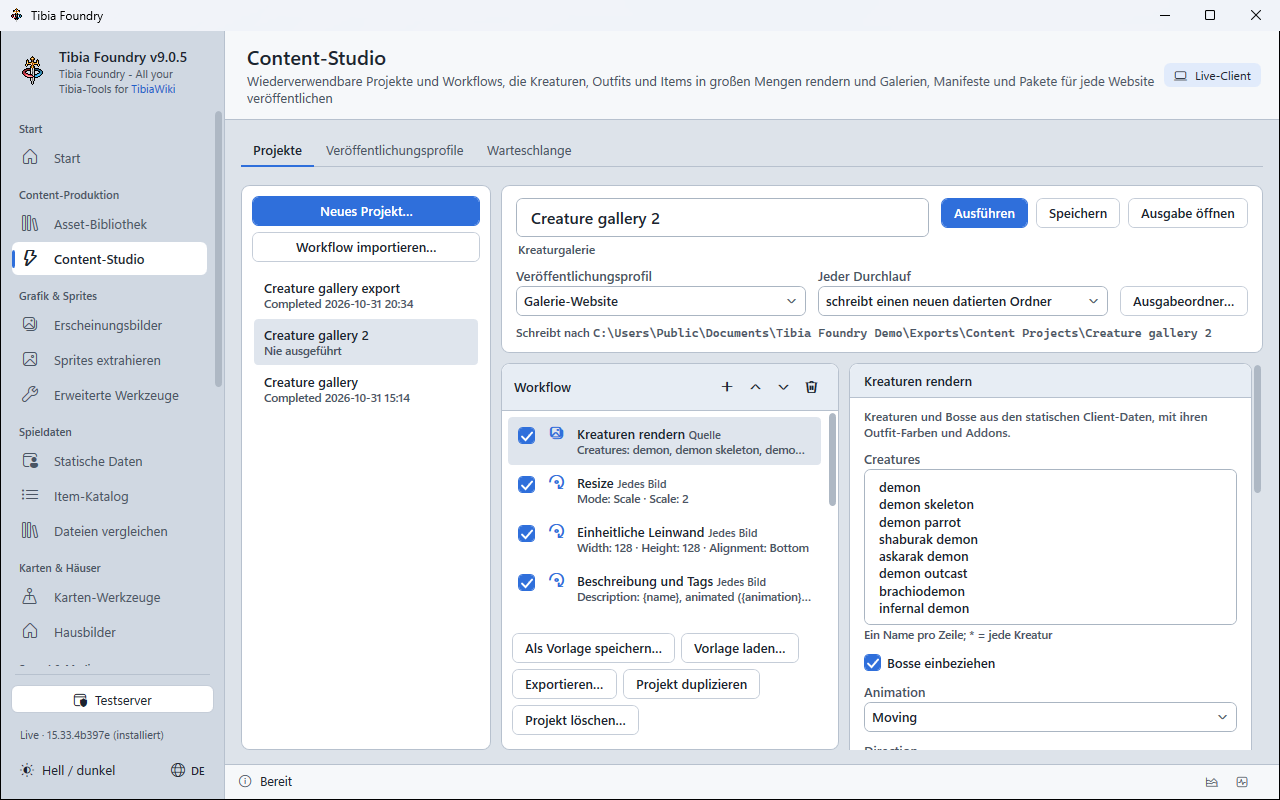 Tibia Foundry
Tibia Foundry v9.0.5
Tibia Foundry - All your
Tibia-Tools for TibiaWiki
Start
Start
Content-Produktion
Asset-Bibliothek
Content-Studio
Grafik & Sprites
Erscheinungsbilder
Sprites extrahieren
Erweiterte Werkzeuge
Spieldaten
Statische Daten
Item-Katalog
Dateien vergleichen
Karten & Häuser
Karten-Werkzeuge
Hausbilder
Testserver
Live · 15.33.4b397e (installiert)
Hell / dunkel
DE
Content-Studio
Wiederverwendbare Projekte und Workflows, die Kreaturen, Outfits und Items in großen Mengen rendern und Galerien, Manifeste und Pakete für jede Website
veröffentlichen
Live-Client
Projekte
Veröffentlichungsprofile
Warteschlange
Neues Projekt...
Workflow importieren...
Creature gallery export
Completed 2026-10-31 20:34
Creature gallery 2
Nie ausgeführt
Creature gallery
Completed 2026-10-31 15:14
Creature gallery 2
Ausführen
Speichern
Ausgabe öffnen
Kreaturgalerie
Veröffentlichungsprofil
Jeder Durchlauf
Galerie-Website
schreibt einen neuen datierten Ordner
Ausgabeordner...
Schreibt nach C:\Users\Public\Documents\Tibia Foundry Demo\Exports\Content Projects\Creature gallery 2
Workflow
Kreaturen rendern Quelle
Creatures: demon, demon skeleton, demo...
Resize Jedes Bild
Mode: Scale · Scale: 2
Einheitliche Leinwand Jedes Bild
Width: 128 · Height: 128 · Alignment: Bottom
Beschreibung und Tags Jedes Bild
Description: {name}, animated ({animation}...
Als Vorlage speichern...
Vorlage laden...
Exportieren...
Projekt duplizieren
Projekt löschen...
Kreaturen rendern
Kreaturen und Bosse aus den statischen Client-Daten, mit ihren
Outfit-Farben und Addons.
Creatures
demon
demon skeleton
demon parrot
shaburak demon
askarak demon
demon outcast
brachiodemon
infernal demon
Ein Name pro Zeile; * = jede Kreatur
Bosse einbeziehen
Animation
Moving
Direction
Bereit